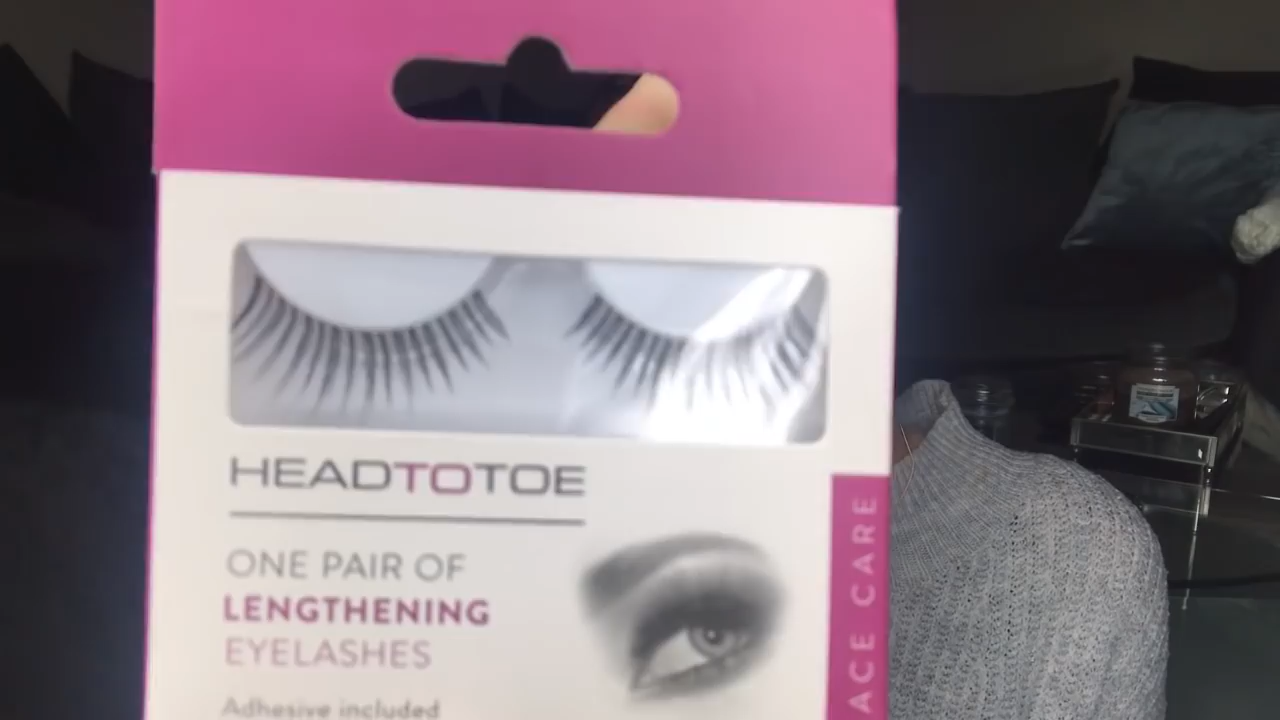 HEADTOTOE
ONE PAIR OF
LENGTHENING
EYELASHES
Adhesive included
ACE CARE